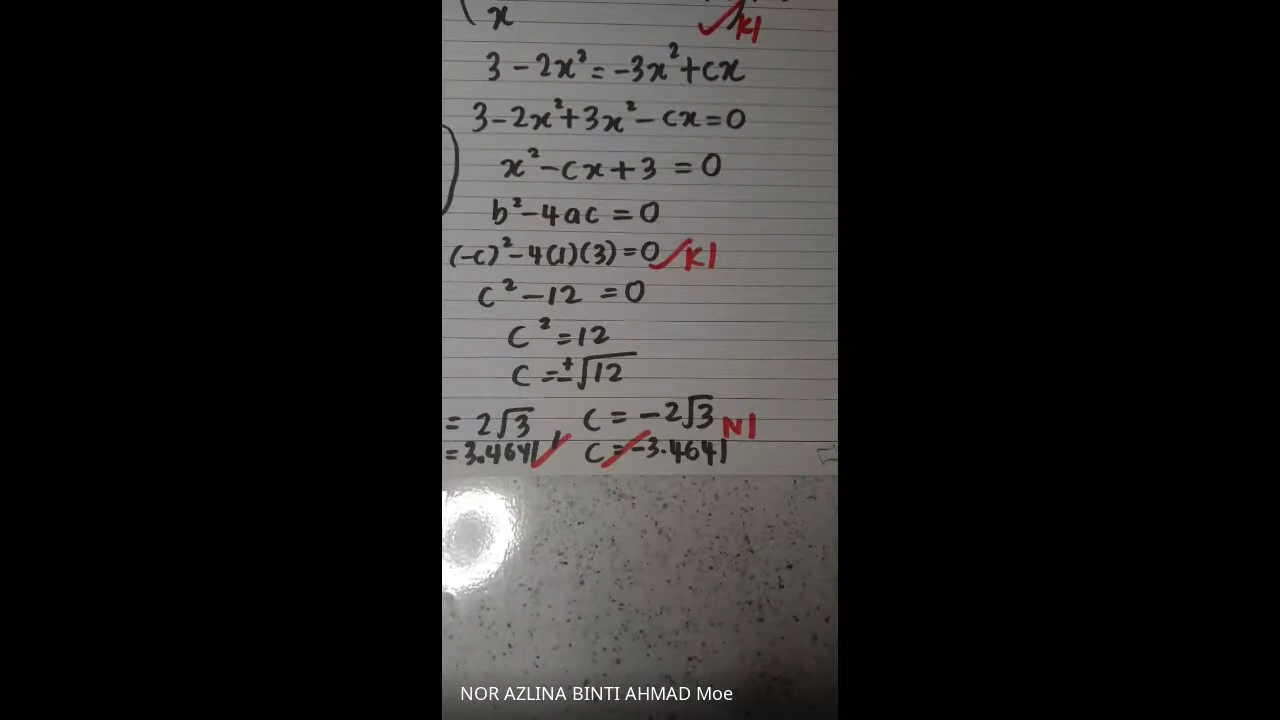 ( x K1
3 - 2x² = -3x² + cx
3 - 2x² + 3x² - cx = 0
x² - cx + 3 = 0
b² - 4ac = 0
(-c)² - 4(1)(3) = 0 ✓K1
c² - 12 = 0
c² = 12
c = ±√12
= 2√3 c = -2√3 N1
= 3.4641, c = -3.4641
NOR AZLINA BINTI AHMAD Moe